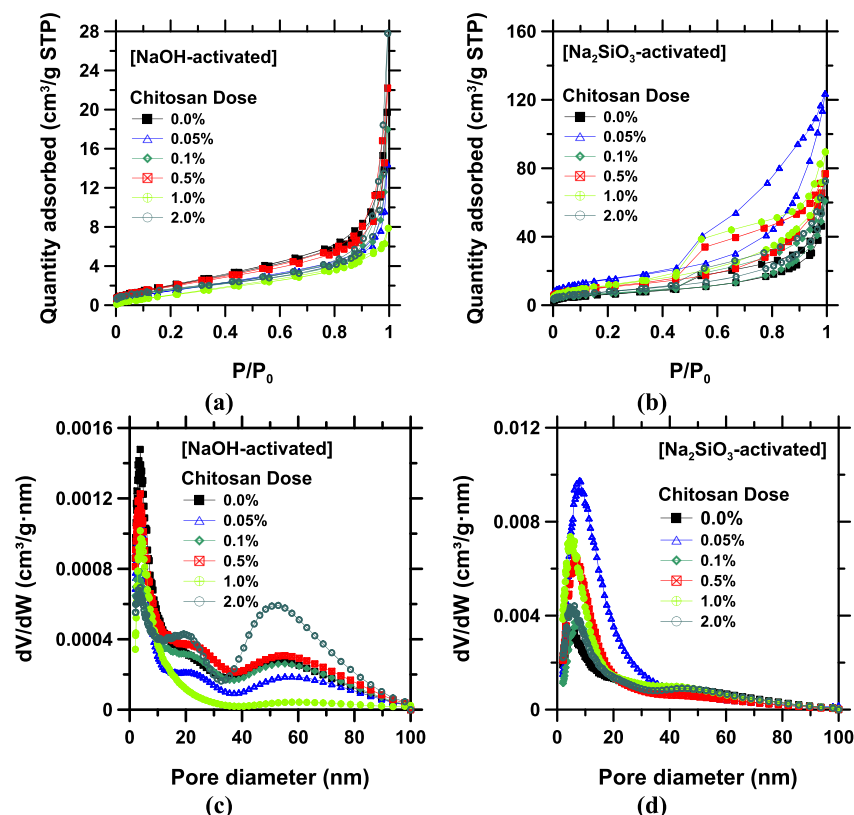 Quantity adsorbed (cm³/g STP)
28
24
20
16
12
8
4
0
[NaOH-activated]
Chitosan Dose
0.0%
0.05%
0.1%
0.5%
1.0%
2.0%
0 0.2 0.4 0.6 0.8 1
P/P₀
(a)
Quantity adsorbed (cm³/g STP)
160
120
80
40
0
[Na₂SiO₃-activated]
Chitosan Dose
0.0%
0.05%
0.1%
0.5%
1.0%
2.0%
0 0.2 0.4 0.6 0.8 1
P/P₀
(b)
dV/dW (cm³/g·nm)
0.0016
0.0012
0.0008
0.0004
0
[NaOH-activated]
Chitosan Dose
0.0%
0.05%
0.1%
0.5%
1.0%
2.0%
0 20 40 60 80 100
Pore diameter (nm)
(c)
dV/dW (cm³/g·nm)
0.012
0.008
0.004
0
[Na₂SiO₃-activated]
Chitosan Dose
0.0%
0.05%
0.1%
0.5%
1.0%
2.0%
0 20 40 60 80 100
Pore diameter (nm)
(d)